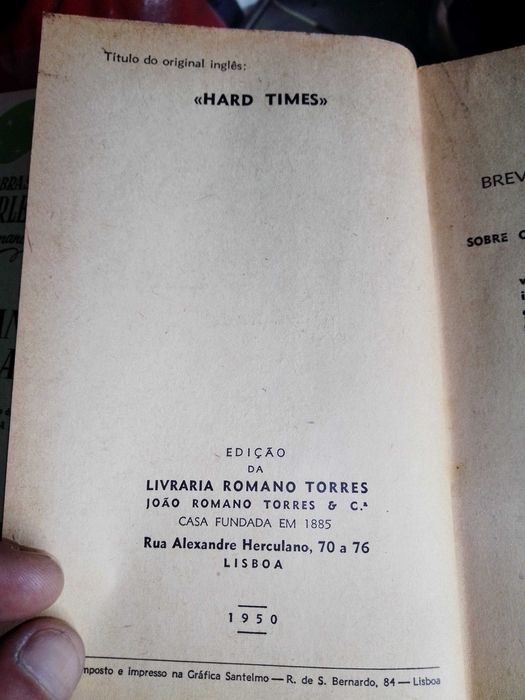 Título do original inglês:
«HARD TIMES»
EDIÇÃO
DA
LIVRARIA ROMANO TORRES
JOÃO ROMANO TORRES & C.ª
CASA FUNDADA EM 1885
Rua Alexandre Herculano, 70 a 76
LISBOA
1950
mposto e impresso na Gráfica Santelmo — R. de S. Bernardo, 84 — Lisboa
BREV
SOBRE